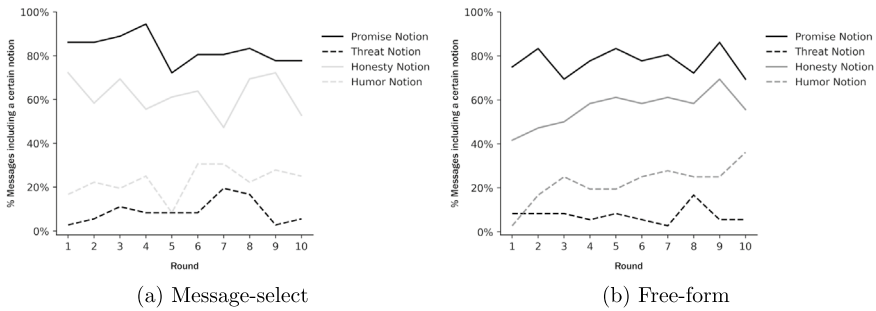 % Messages including a certain notion
100%
80%
60%
40%
20%
0%
1 2 3 4 5 6 7 8 9 10
Round
Promise Notion
Threat Notion
Honesty Notion
Humor Notion
(a) Message-select
% Messages including a certain notion
100%
80%
60%
40%
20%
0%
1 2 3 4 5 6 7 8 9 10
Round
Promise Notion
Threat Notion
Honesty Notion
Humor Notion
(b) Free-form